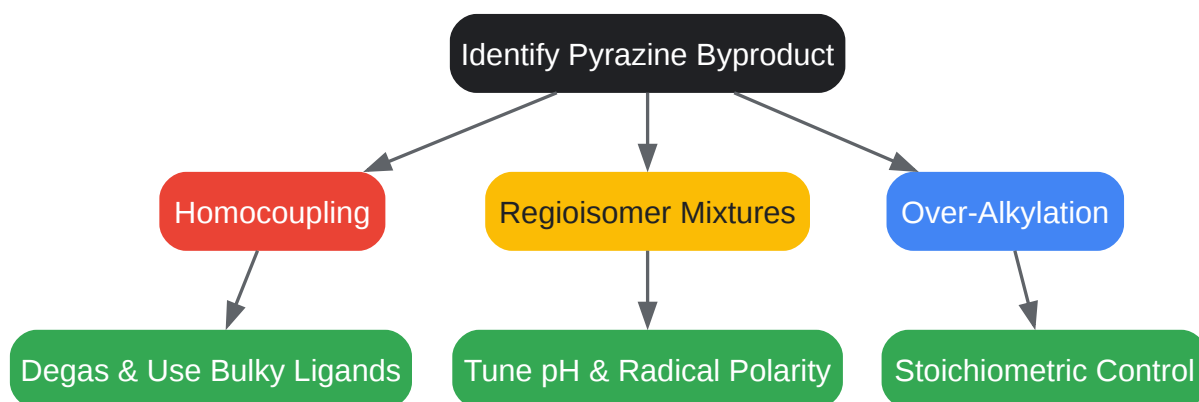 Identify Pyrazine Byproduct
Homocoupling
Regioisomer Mixtures
Over-Alkylation
Degas & Use Bulky Ligands
Tune pH & Radical Polarity
Stoichiometric Control